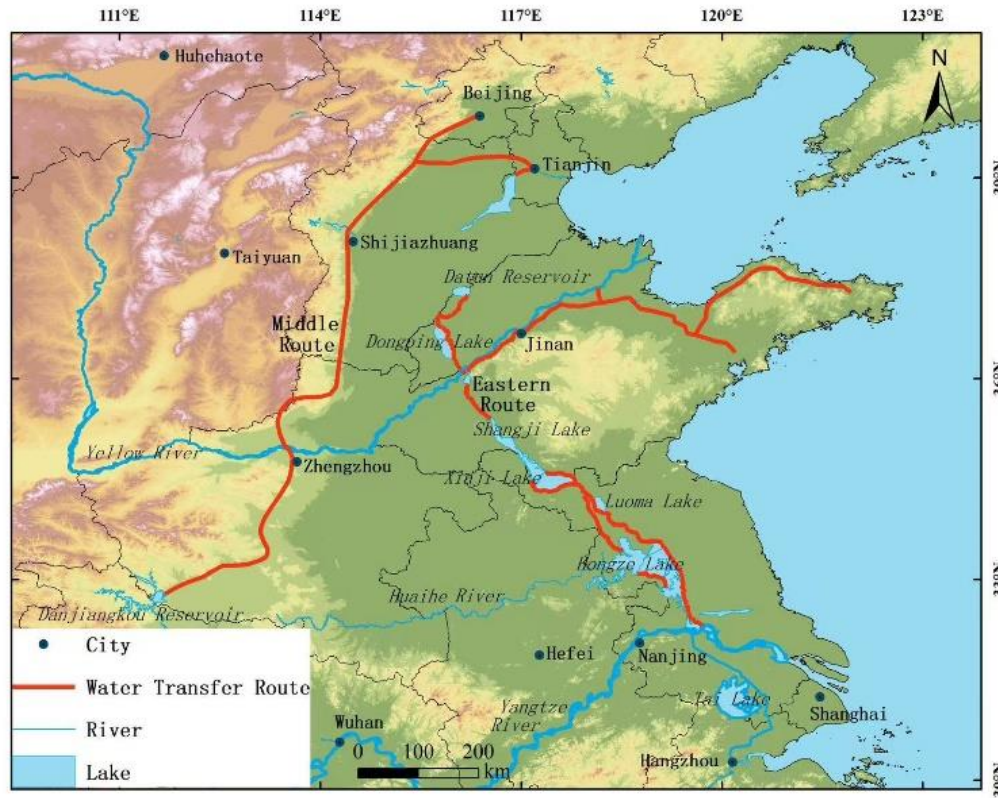 111°E 114°E 117°E 120°E 123°E
Huhehaote
N
Beijing
Tianjin
Shijiazhuang
Taiyuan
Datun Reservoir
Middle
Route
Dongping Lake
Jinan
Eastern
Route
Shangji Lake
Yellow River
Zhengzhou
Xinji Lake
Luoma Lake
Hongze Lake
Huaihe River
Danjiangkou Reservoir
City
Hefei
Nanjing
Water Transfer Route
Tai Lake
Yangtze
River
Shanghai
River
Wuhan
0 100 200
km
Hangzhou
Lake